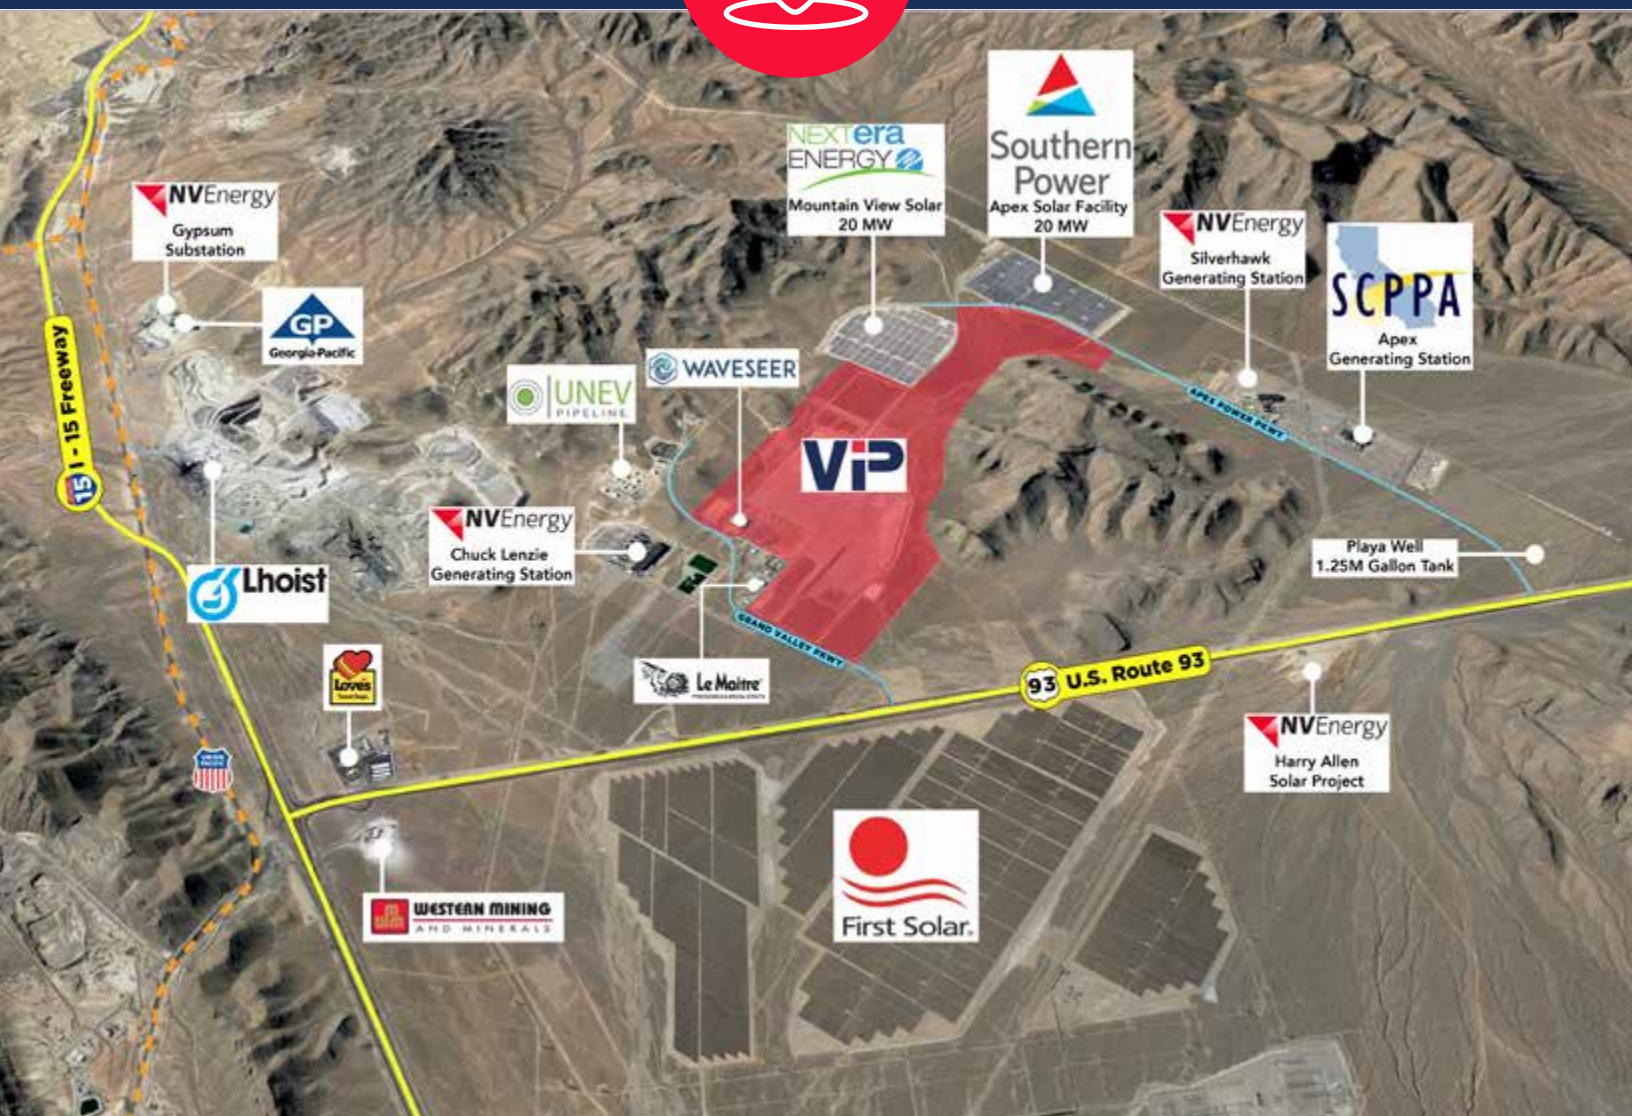 NEXTera
ENERGY
Mountain View Solar
20 MW
Southern
Power
Apex Solar Facility
20 MW
NVEnergy
Gypsum
Substation
NVEnergy
Silverhawk
Generating Station
SCPPA
Apex
Generating Station
GP
Georgia-Pacific
I - 15 Freeway
15
UNEV
PIPELINE
WAVESEER
APEX POWER PKWY
ViP
NVEnergy
Chuck Lenzie
Generating Station
Playa Well
1.25M Gallon Tank
Lhoist
GRAND VALLEY PKWY
Love's
Le Maitre
93 U.S. Route 93
UNION
PACIFIC
NVEnergy
Harry Allen
Solar Project
First Solar.
WESTERN MINING
AND MINERALS